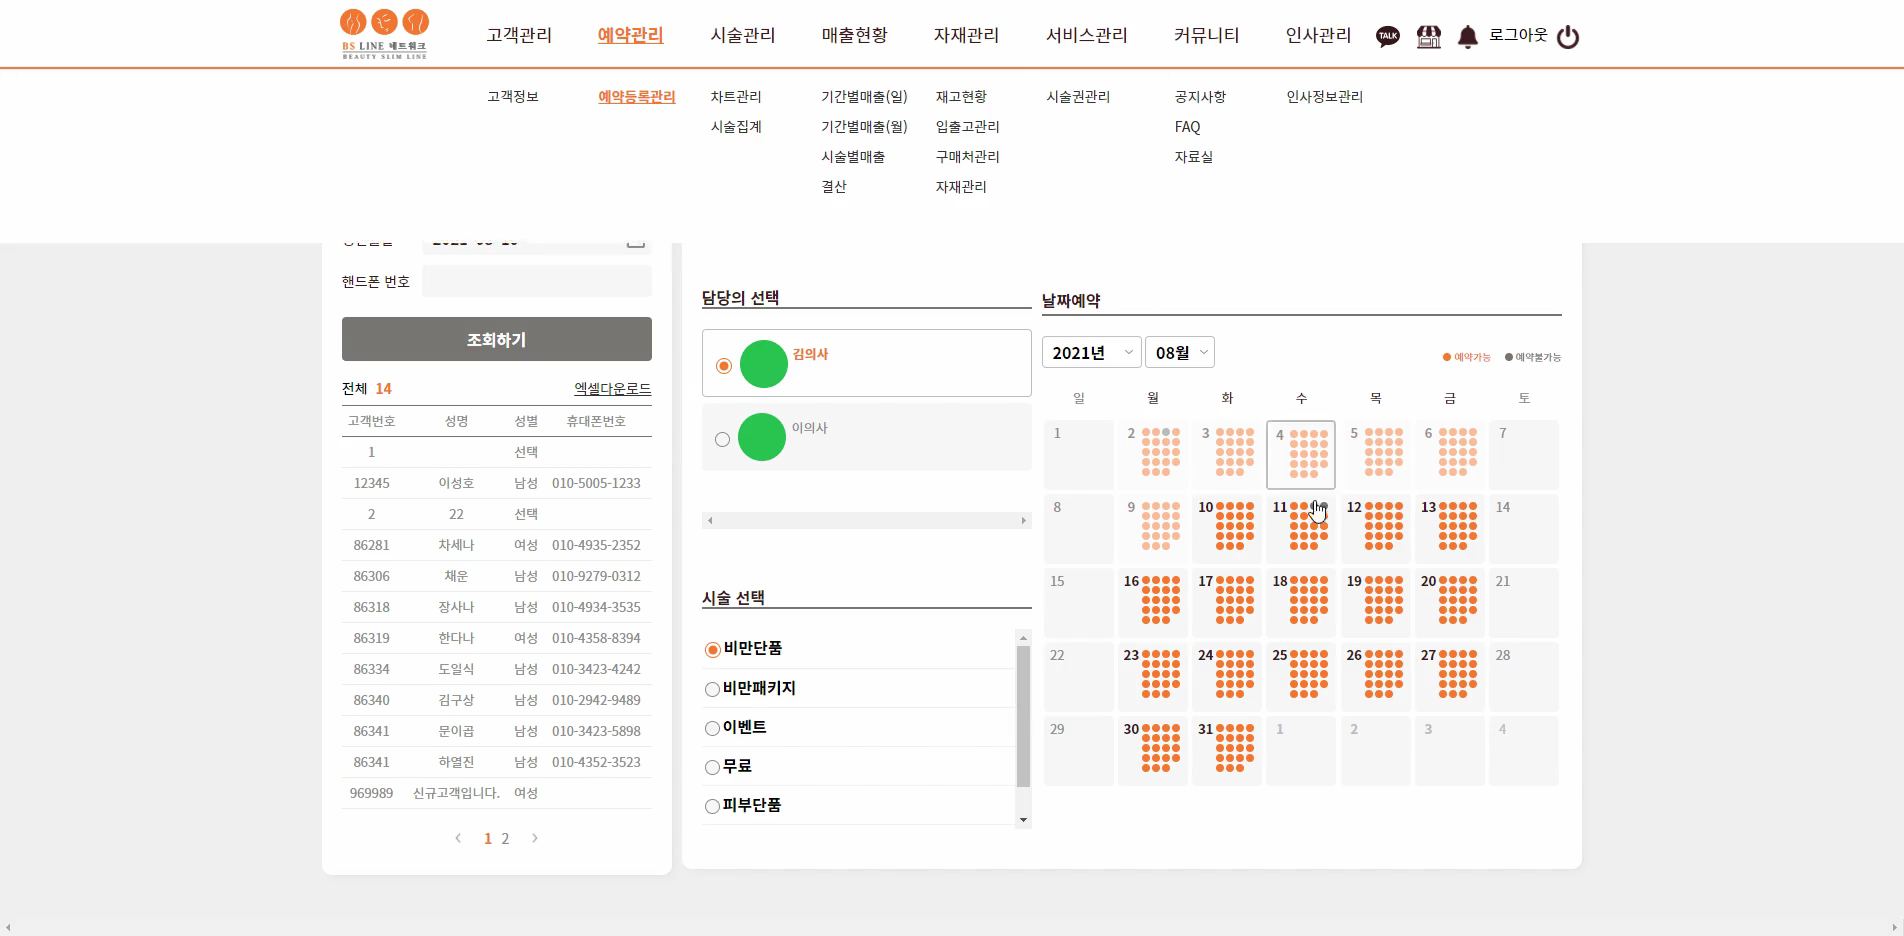 BS LINE 네트워크
BEAUTY SLIM LINE
고객관리 예약관리 시술관리 매출현황 자재관리 서비스관리 커뮤니티 인사관리 TALK 로그아웃
고객정보 예약등록관리 차트관리 기간별매출(일) 재고현황 시술권관리 공지사항 인사정보관리
시술집계 기간별매출(월) 입출고관리 FAQ
시술별매출 구매처관리 자료실
결산 자재관리
핸드폰 번호
조회하기
전체 14 엑셀다운로드
고객번호 성명 성별 휴대폰번호
1 선택
12345 이성호 남성 010-5005-1233
2 22 선택
86281 차세나 여성 010-4935-2352
86306 채운 남성 010-9279-0312
86318 장사나 남성 010-4934-3535
86319 한다나 여성 010-4358-8394
86334 도일식 남성 010-3423-4242
86340 김구상 남성 010-2942-9489
86341 문이곱 남성 010-3423-5898
86341 하열진 남성 010-4352-3523
969989 신규고객입니다. 여성
1 2
담당의 선택
김의사
이의사
시술 선택
비만단품
비만패키지
이벤트
무료
피부단품
날짜예약
2021년 08월
예약가능 예약불가능
일 월 화 수 목 금 토
1 2 3 4 5 6 7
8 9 10 11 12 13 14
15 16 17 18 19 20 21
22 23 24 25 26 27 28
29 30 31 1 2 3 4